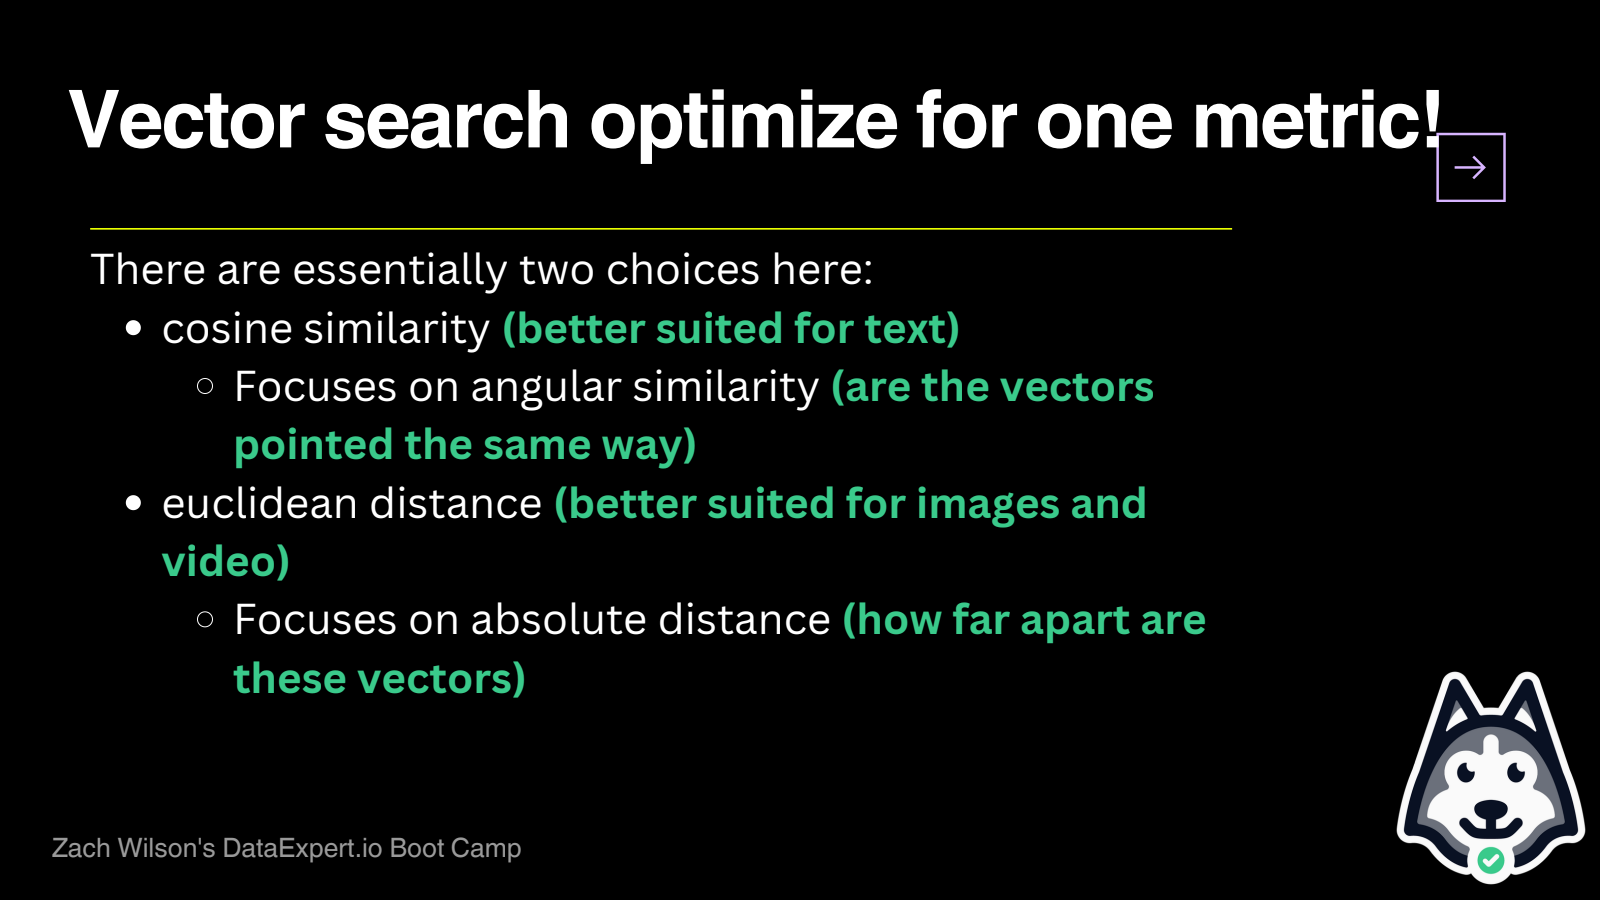 Vector search optimize for one metric!
There are essentially two choices here:
cosine similarity (better suited for text)
Focuses on angular similarity (are the vectors
pointed the same way)
euclidean distance (better suited for images and
video)
Focuses on absolute distance (how far apart are
these vectors)
Zach Wilson's DataExpert.io Boot Camp